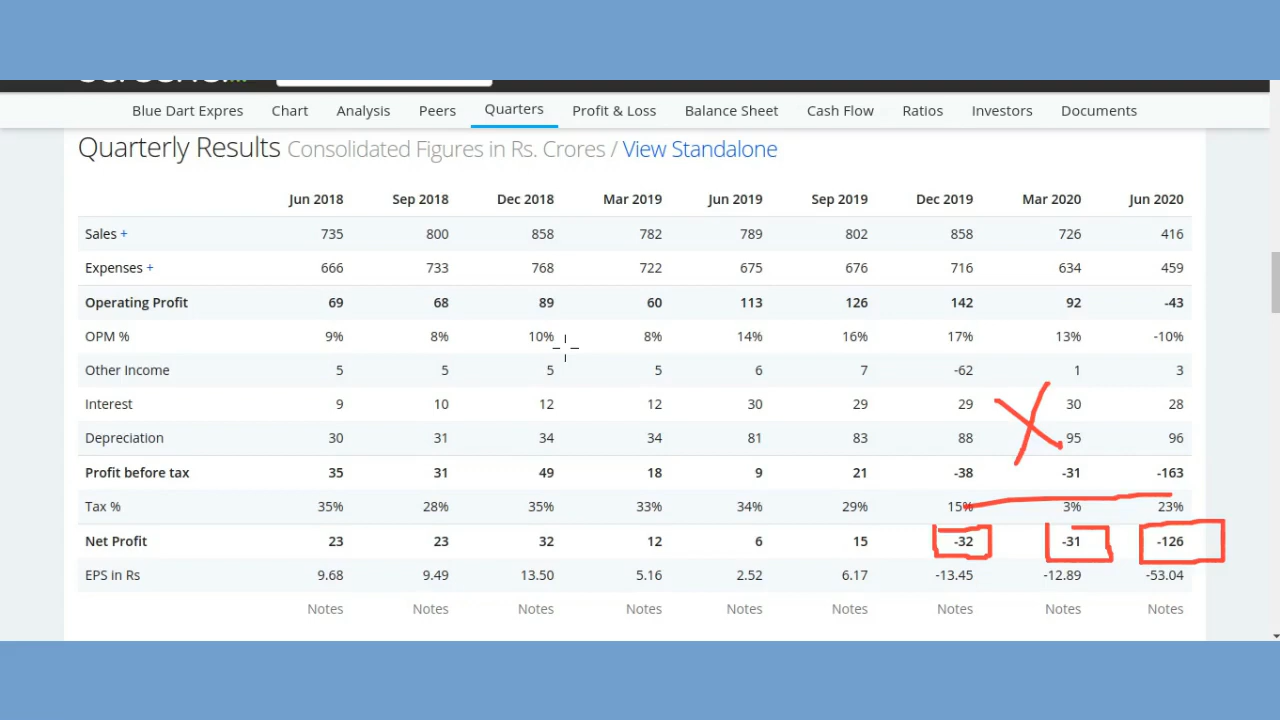 Blue Dart Expres Chart Analysis Peers Quarters Profit & Loss Balance Sheet Cash Flow Ratios Investors Documents
Quarterly Results Consolidated Figures in Rs. Crores / View Standalone
Jun 2018 Sep 2018 Dec 2018 Mar 2019 Jun 2019 Sep 2019 Dec 2019 Mar 2020 Jun 2020
Sales + 735 800 858 782 789 802 858 726 416
Expenses + 666 733 768 722 675 676 716 634 459
Operating Profit 69 68 89 60 113 126 142 92 -43
OPM % 9% 8% 10% 8% 14% 16% 17% 13% -10%
Other Income 5 5 5 5 6 7 -62 1 3
Interest 9 10 12 12 30 29 29 30 28
Depreciation 30 31 34 34 81 83 88 95 96
Profit before tax 35 31 49 18 9 21 -38 -31 -163
Tax % 35% 28% 35% 33% 34% 29% 15% 3% 23%
Net Profit 23 23 32 12 6 15 -32 -31 -126
EPS in Rs 9.68 9.49 13.50 5.16 2.52 6.17 -13.45 -12.89 -53.04
Notes Notes Notes Notes Notes Notes Notes Notes Notes